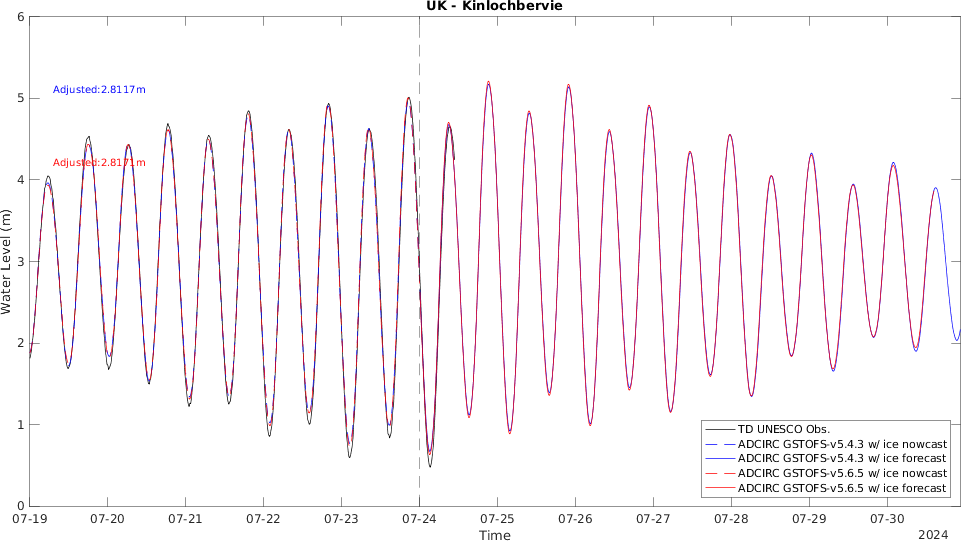 UK - Kinlochbervie
6
5
4
3
2
1
0
Water Level (m)
Adjusted:2.8117m
Adjusted:2.8171m
TD UNESCO Obs.
ADCIRC GSTOFS-v5.4.3 w/ ice nowcast
ADCIRC GSTOFS-v5.4.3 w/ ice forecast
ADCIRC GSTOFS-v5.6.5 w/ ice nowcast
ADCIRC GSTOFS-v5.6.5 w/ ice forecast
07-19 07-20 07-21 07-22 07-23 07-24 07-25 07-26 07-27 07-28 07-29 07-30
Time
2024